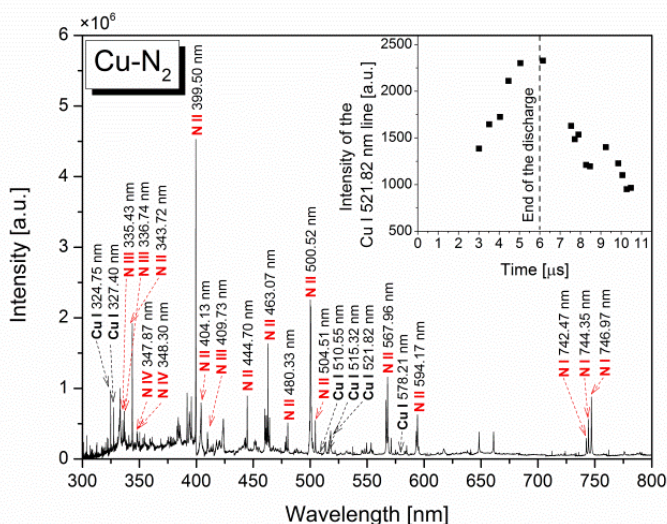 ×10⁶
Cu-N₂
Intensity [a.u.]
6
5
4
3
2
1
0
300
350
400
450
500
550
600
650
700
750
800
Wavelength [nm]
Cu I 324.75 nm
Cu I 327.40 nm
N III 335.43 nm
N III 336.74 nm
N II 343.72 nm
N IV 347.87 nm
N IV 348.30 nm
N II 399.50 nm
N II 404.13 nm
N III 409.73 nm
N II 444.70 nm
N II 463.07 nm
N II 480.33 nm
N II 500.52 nm
N II 504.51 nm
Cu I 510.55 nm
Cu I 515.32 nm
Cu I 521.82 nm
N II 567.96 nm
Cu I 578.21 nm
N II 594.17 nm
N I 742.47 nm
N I 744.35 nm
N I 746.97 nm
Intensity of the
Cu I 521.82 nm line [a.u.]
2500
2000
1500
1000
500
End of the discharge
0 1 2 3 4 5 6 7 8 9 10 11
Time [μs]